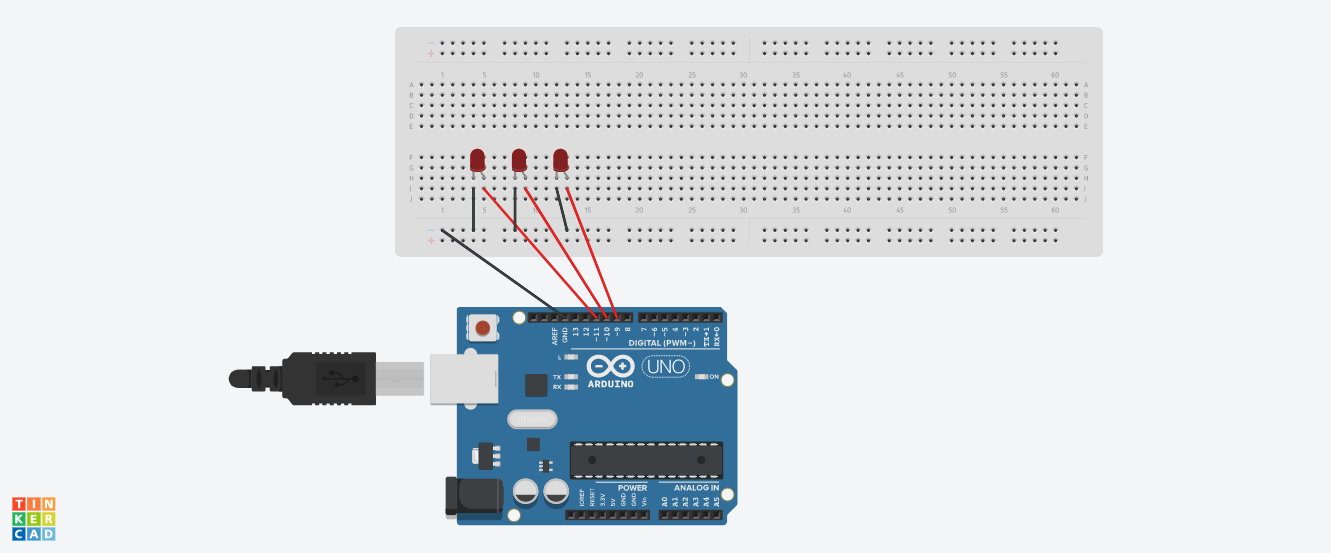 − −
+ +
1 5 10 15 20 25 30 35 40 45 50 55 60
A A
B B
C C
D D
E E
F F
G G
H H
I I
J J
1 5 10 15 20 25 30 35 40 45 50 55 60
−
+
AREF GND 13 12 ~11 ~10 ~9 8 7 ~6 ~5 4 ~3 2 TX→1 RX←0
DIGITAL (PWM~)
L
TX
RX
ARDUINO
UNO
ON
POWER ANALOG IN
IOREF RESET 3.3V 5V GND GND Vin A0 A1 A2 A3 A4 A5
TIN
KER
CAD